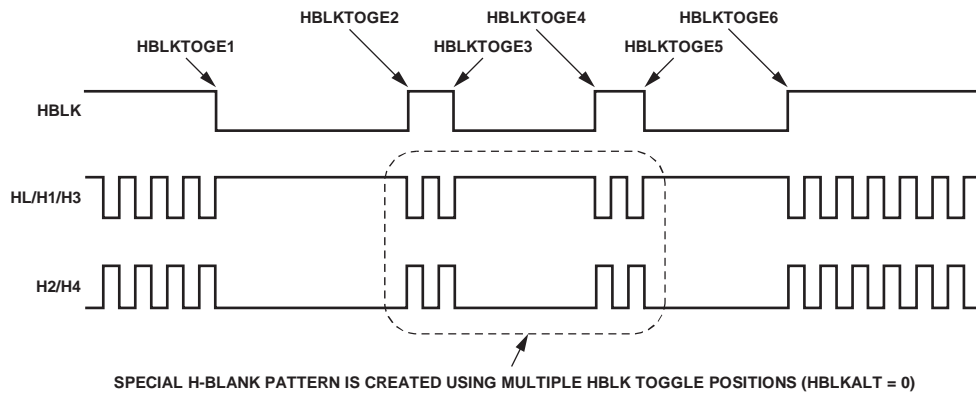 HBLKTOGE2 HBLKTOGE4 HBLKTOGE6
HBLKTOGE1 HBLKTOGE3 HBLKTOGE5
HBLK
HL/H1/H3
H2/H4
SPECIAL H-BLANK PATTERN IS CREATED USING MULTIPLE HBLK TOGGLE POSITIONS (HBLKALT = 0)